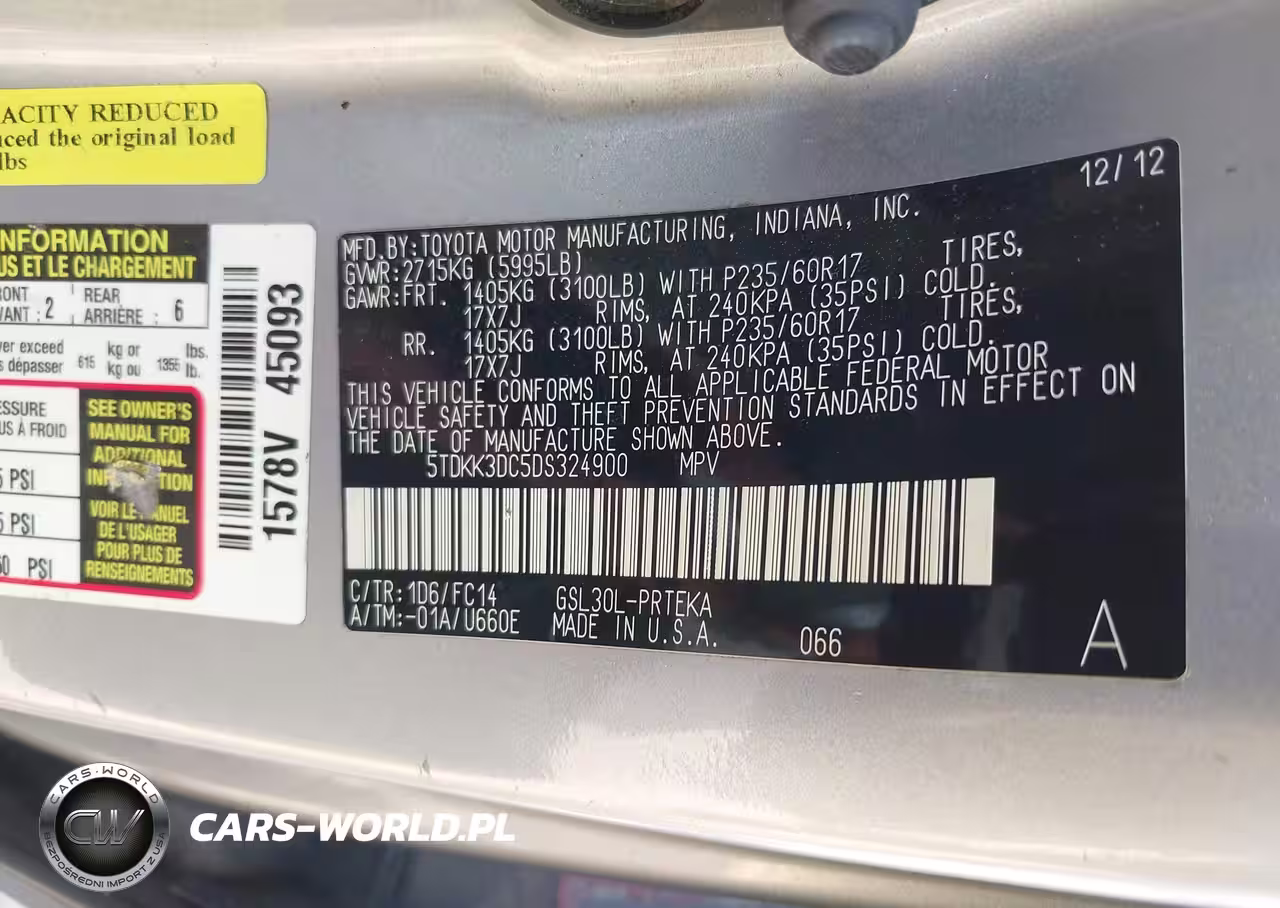 ACITY REDUCED
uced the original load
lbs
NFORMATION
US ET LE CHARGEMENT
RONT
VANT : 2
REAR
ARRIÈRE : 6
ver exceed
s dépasser 615 kg or
kg ou 1355 lbs.
lb.
ESSURE
US À FROID
5 PSI
5 PSI
60 PSI
SEE OWNER'S
MANUAL FOR
ADDITIONAL
INFORMATION
VOIR LE MANUEL
DE L'USAGER
POUR PLUS DE
RENSEIGNEMENTS
1578V 45093
12/12
MFD.BY:TOYOTA MOTOR MANUFACTURING, INDIANA, INC.
GVWR:2715KG (5995LB)
GAWR:FRT. 1405KG (3100LB) WITH P235/60R17 TIRES,
17X7J RIMS, AT 240KPA (35PSI) COLD.
RR. 1405KG (3100LB) WITH P235/60R17 TIRES,
17X7J RIMS, AT 240KPA (35PSI) COLD.
THIS VEHICLE CONFORMS TO ALL APPLICABLE FEDERAL MOTOR
VEHICLE SAFETY AND THEFT PREVENTION STANDARDS IN EFFECT ON
THE DATE OF MANUFACTURE SHOWN ABOVE.
5TDKK3DC5DS324900 MPV
C/TR:1D6/FC14 GSL30L-PRTEKA
A/TM:-01A/U660E MADE IN U.S.A. 066
A
CARS-WORLD
CW
BEZPOŚREDNI IMPORT Z USA
CARS-WORLD.PL